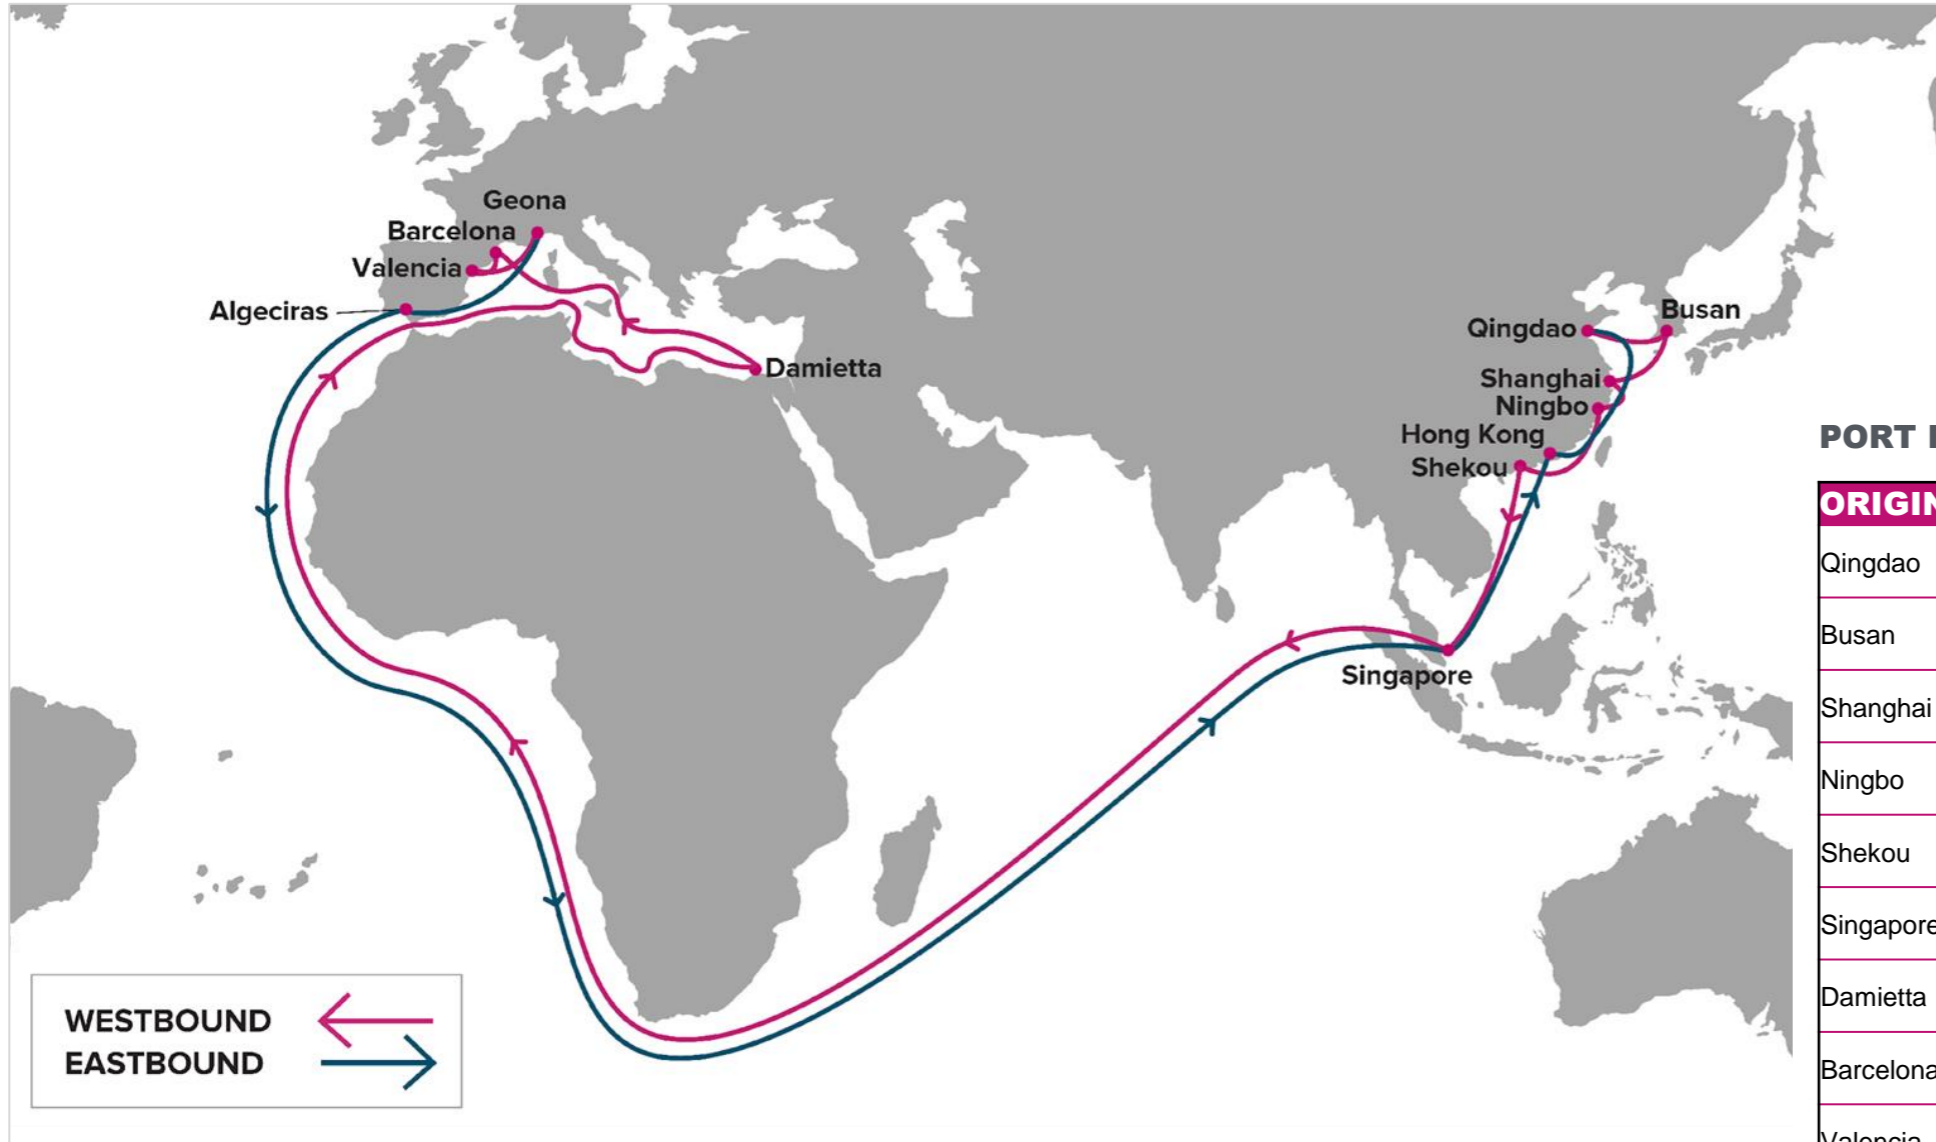 Geona
Barcelona
Valencia
Algeciras
Damietta
Qingdao
Busan
Shanghai
Ningbo
Hong Kong
Shekou
Singapore
WESTBOUND
EASTBOUND
PORT
ORIGIN
Qingdao
Busan
Shanghai
Ningbo
Shekou
Singapore
Damietta
Barcelona
Valencia